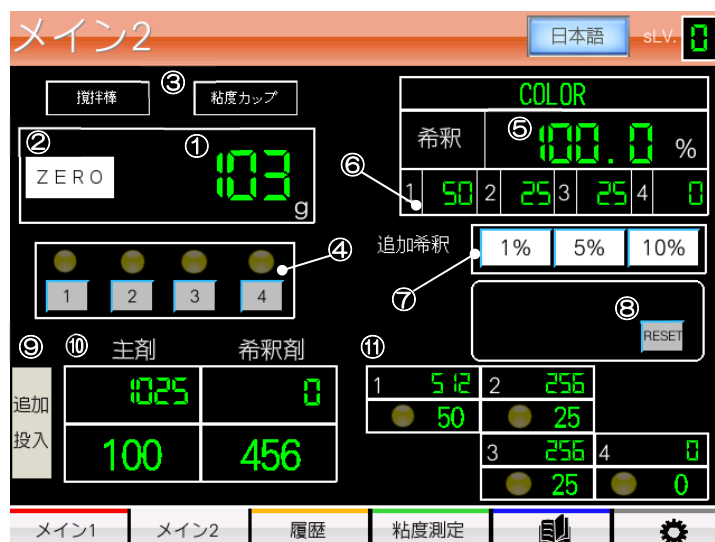 メイン2 日本語 sLV. 0
撹拌棒 ③ 粘度カップ COLOR
② ① 希釈 ⑤ 100.0 %
ZERO 103 g
⑥ 1 50 2 25 3 25 4 0
④ 追加希釈 1% 5% 10%
1 2 3 4 ⑦
⑧ RESET
⑨ ⑩ 主剤 希釈剤 ⑪
追加 1025 0 1 512 2 256
50 25
投入 100 456 3 256 4 0
25 0
メイン1 メイン2 履歴 粘度測定